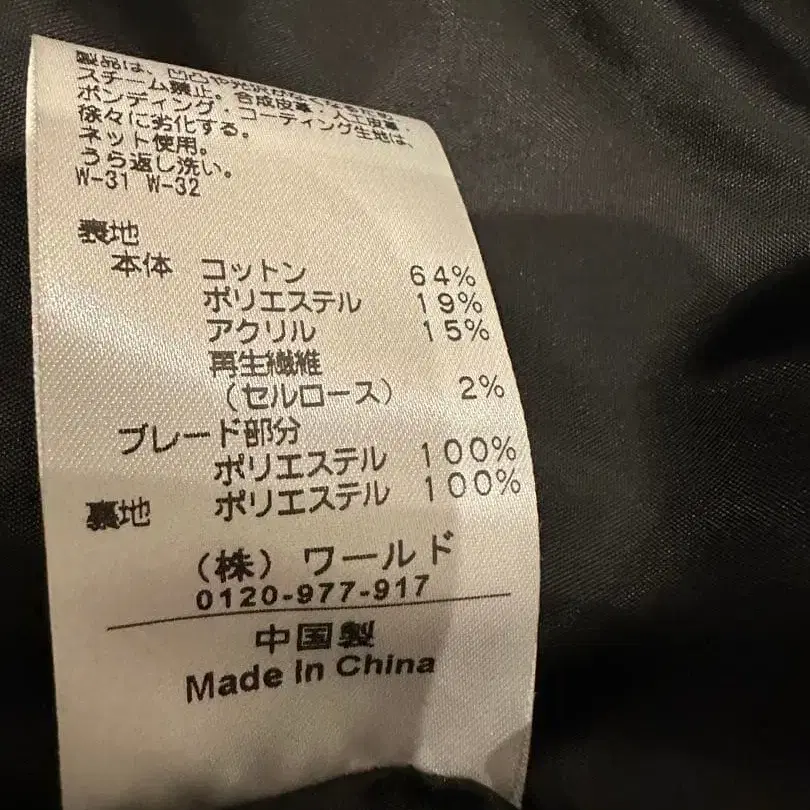 製品は、凹凸や光沢がなくなるため、
スチーム禁止。合成皮革、人工皮革、
ボンディング、コーティング生地は、
徐々に劣化する。
ネット使用。
うら返し洗い。
W-31 W-32
表地
本体 コットン 64%
ポリエステル 19%
アクリル 15%
再生繊維
(セルロース) 2%
ブレード部分
ポリエステル 100%
裏地 ポリエステル 100%
(株) ワールド
0120-977-917
中国製
Made In China